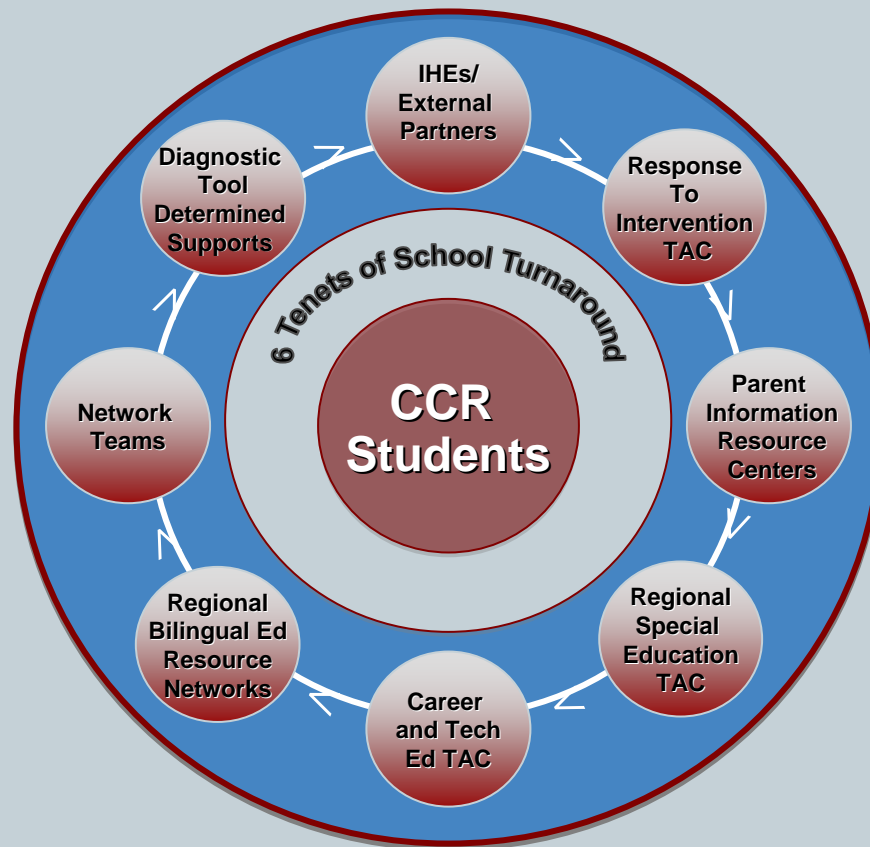 IHEs/
External
Partners
Response
To
Intervention
TAC
Parent
Information
Resource
Centers
Regional
Special
Education
TAC
Career
and Tech
Ed TAC
Regional
Bilingual Ed
Resource
Networks
Network
Teams
Diagnostic
Tool
Determined
Supports
6 Tenets of School Turnaround
CCR
Students